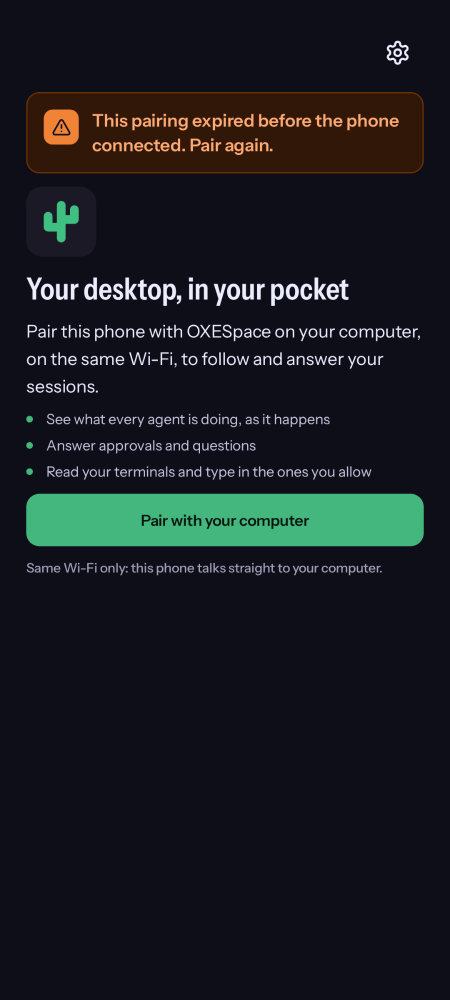 This pairing expired before the phone
connected. Pair again.
Your desktop, in your pocket
Pair this phone with OXESpace on your computer,
on the same Wi-Fi, to follow and answer your
sessions.
See what every agent is doing, as it happens
Answer approvals and questions
Read your terminals and type in the ones you allow
Pair with your computer
Same Wi-Fi only: this phone talks straight to your computer.